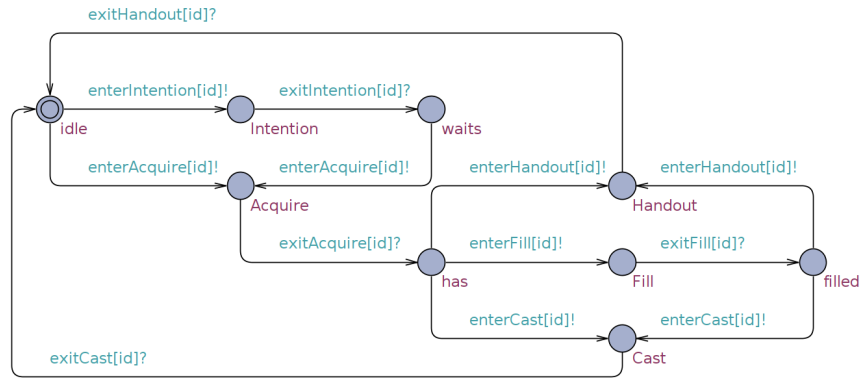 exitHandout[id]?
enterIntention[id]!
exitIntention[id]?
idle
Intention
waits
enterAcquire[id]!
enterAcquire[id]!
enterHandout[id]!
enterHandout[id]!
Acquire
Handout
exitAcquire[id]?
enterFill[id]!
exitFill[id]?
has
Fill
filled
enterCast[id]!
enterCast[id]!
exitCast[id]?
Cast